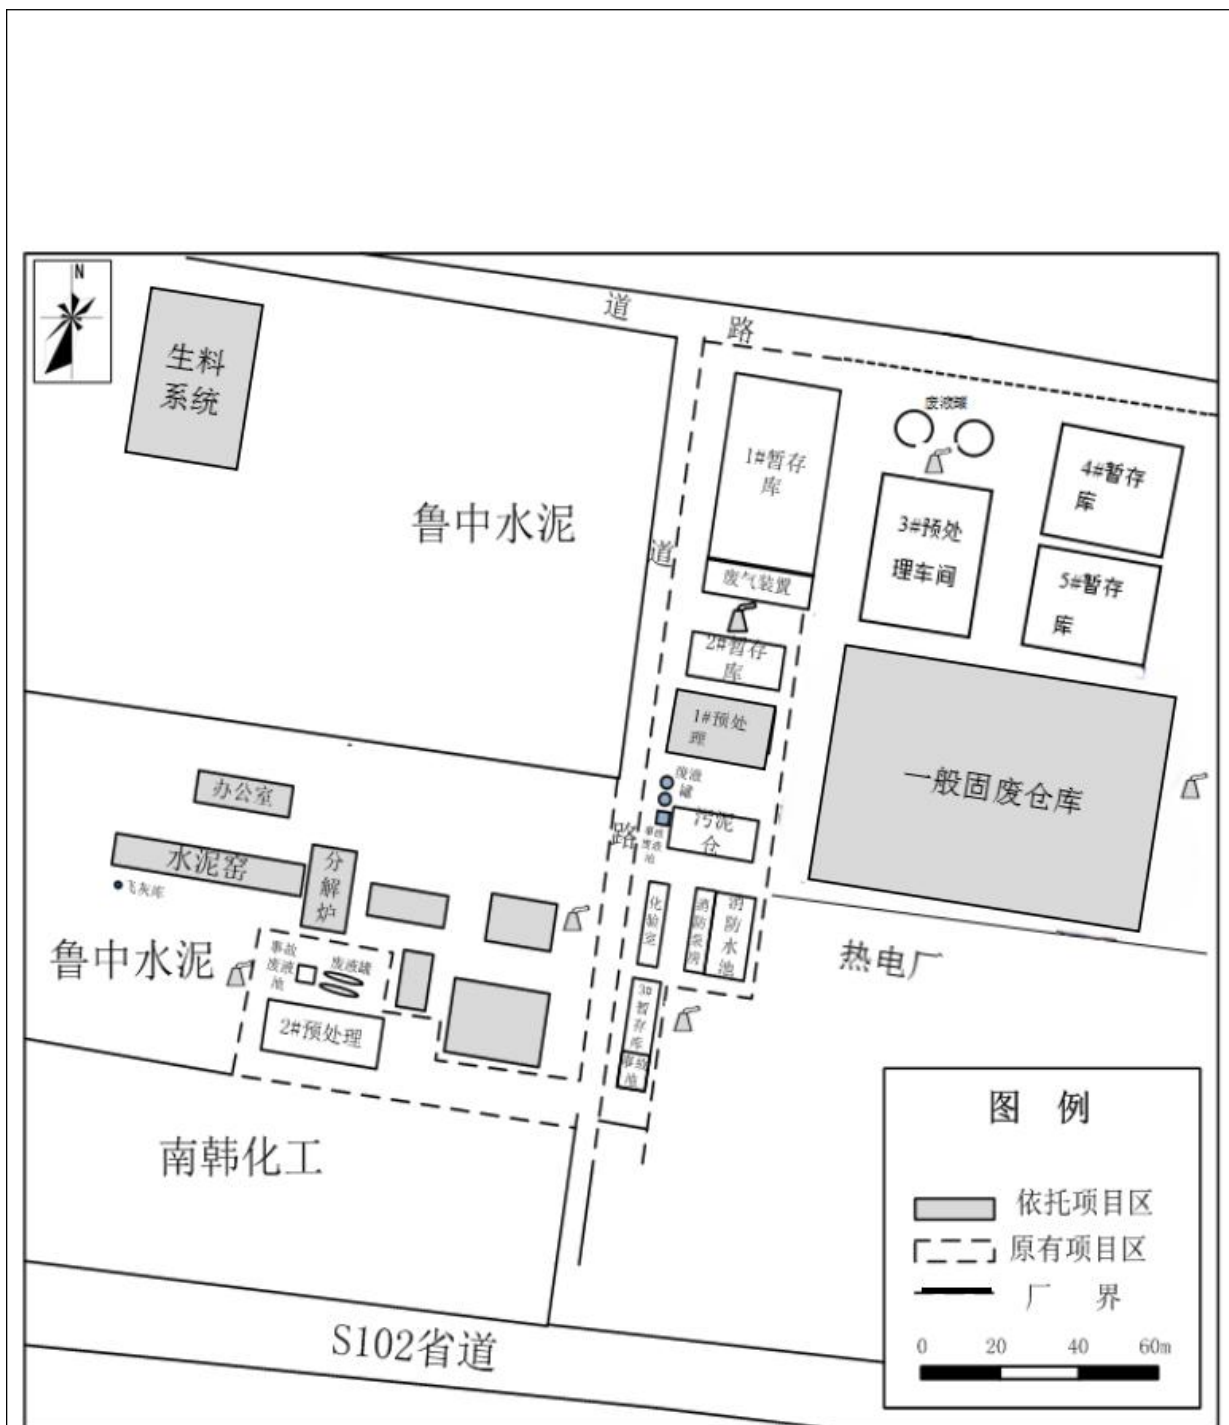 N
道
路
生料
系统
废液罐
1#暂存
库
4#暂存
库
鲁中水泥
3#预处
理车间
道
废气装置
5#暂存
库
2#暂存
库
1#预处
理
废液
罐
一般固废仓库
办公室
污泥
仓
路
事故
废液
池
水泥窑
分
解
炉
飞灰库
化
验
室
消
防
泵
房
消
防
水
池
鲁中水泥
事故
废液
池
废液罐
热电厂
3#
暂
存
库
2#预处理
事故
池
图 例
南韩化工
依托项目区
原有项目区
厂 界
S102省道
0 20 40 60m